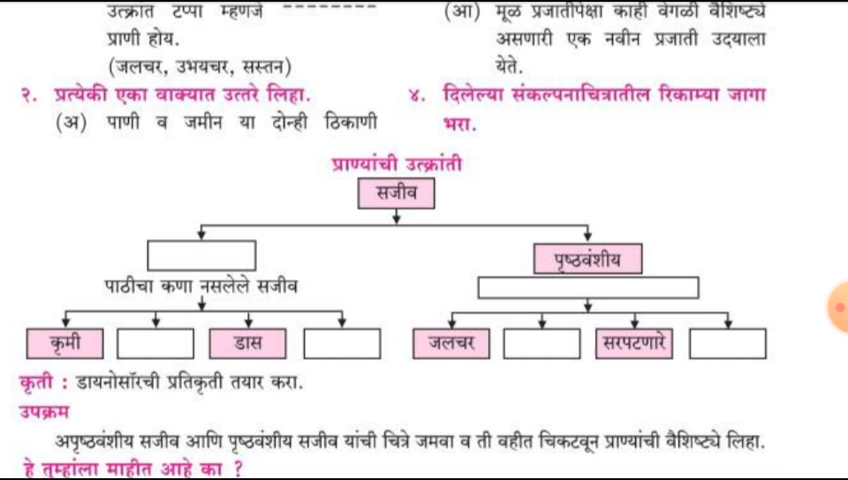 उत्क्रांत टप्पा म्हणजे ---------
प्राणी होय.
(जलचर, उभयचर, सस्तन)
२. प्रत्येकी एका वाक्यात उत्तरे लिहा.
(अ) पाणी व जमीन या दोन्ही ठिकाणी
(आ) मूळ प्रजातीपेक्षा काही वेगळी वैशिष्ट्ये
असणारी एक नवीन प्रजाती उदयाला
येते.
४. दिलेल्या संकल्पनाचित्रातील रिकाम्या जागा
भरा.
प्राण्यांची उत्क्रांती
सजीव
पृष्ठवंशीय
पाठीचा कणा नसलेले सजीव
कृमी डास जलचर सरपटणारे
कृती : डायनोसॉरची प्रतिकृती तयार करा.
उपक्रम
अपृष्ठवंशीय सजीव आणि पृष्ठवंशीय सजीव यांची चित्रे जमवा व ती वहीत चिकटवून प्राण्यांची वैशिष्ट्ये लिहा.
हे तुम्हांला माहीत आहे का ?